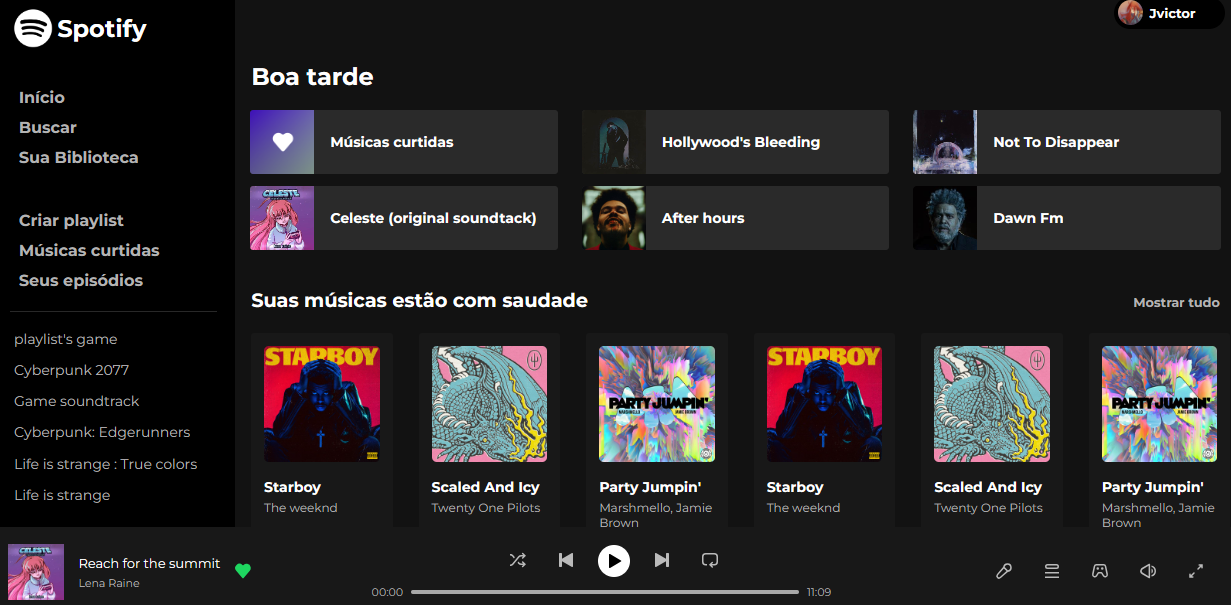 Spotify
Jvictor
Início
Buscar
Sua Biblioteca
Criar playlist
Músicas curtidas
Seus episódios
playlist's game
Cyberpunk 2077
Game soundtrack
Cyberpunk: Edgerunners
Life is strange : True colors
Life is strange
Boa tarde
Músicas curtidas
Hollywood's Bleeding
Not To Disappear
CELESTE
Celeste (original soundtack)
After hours
Dawn Fm
Suas músicas estão com saudade
Mostrar tudo
STARBOY
PARTY JUMPIN'
MARSHMELLO JAMIE BROWN
STARBOY
PARTY JUMPIN'
MARSHMELLO JAMIE BROWN
Starboy
The weeknd
Scaled And Icy
Twenty One Pilots
Party Jumpin'
Marshmello, Jamie
Brown
Starboy
The weeknd
Scaled And Icy
Twenty One Pilots
Party Jumpin'
Marshmello, Jamie
Brown
CELESTE
Reach for the summit
Lena Raine
00:00
11:09